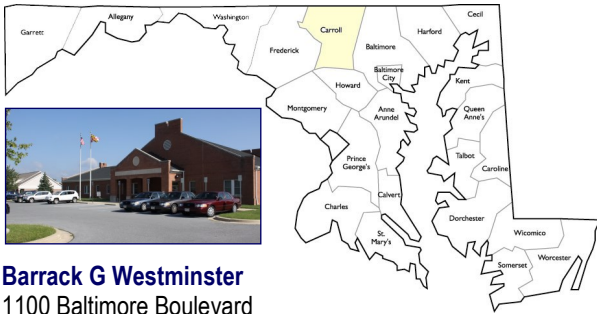 Garrett
Allegany
Washington
Frederick
Carroll
Baltimore
Harford
Cecil
Baltimore
City
Kent
Howard
Montgomery
Anne
Arundel
Queen
Anne's
Prince
George's
Talbot
Caroline
Calvert
Charles
St.
Mary's
Dorchester
Wicomico
Somerset
Worcester
Barrack G Westminster
1100 Baltimore Boulevard